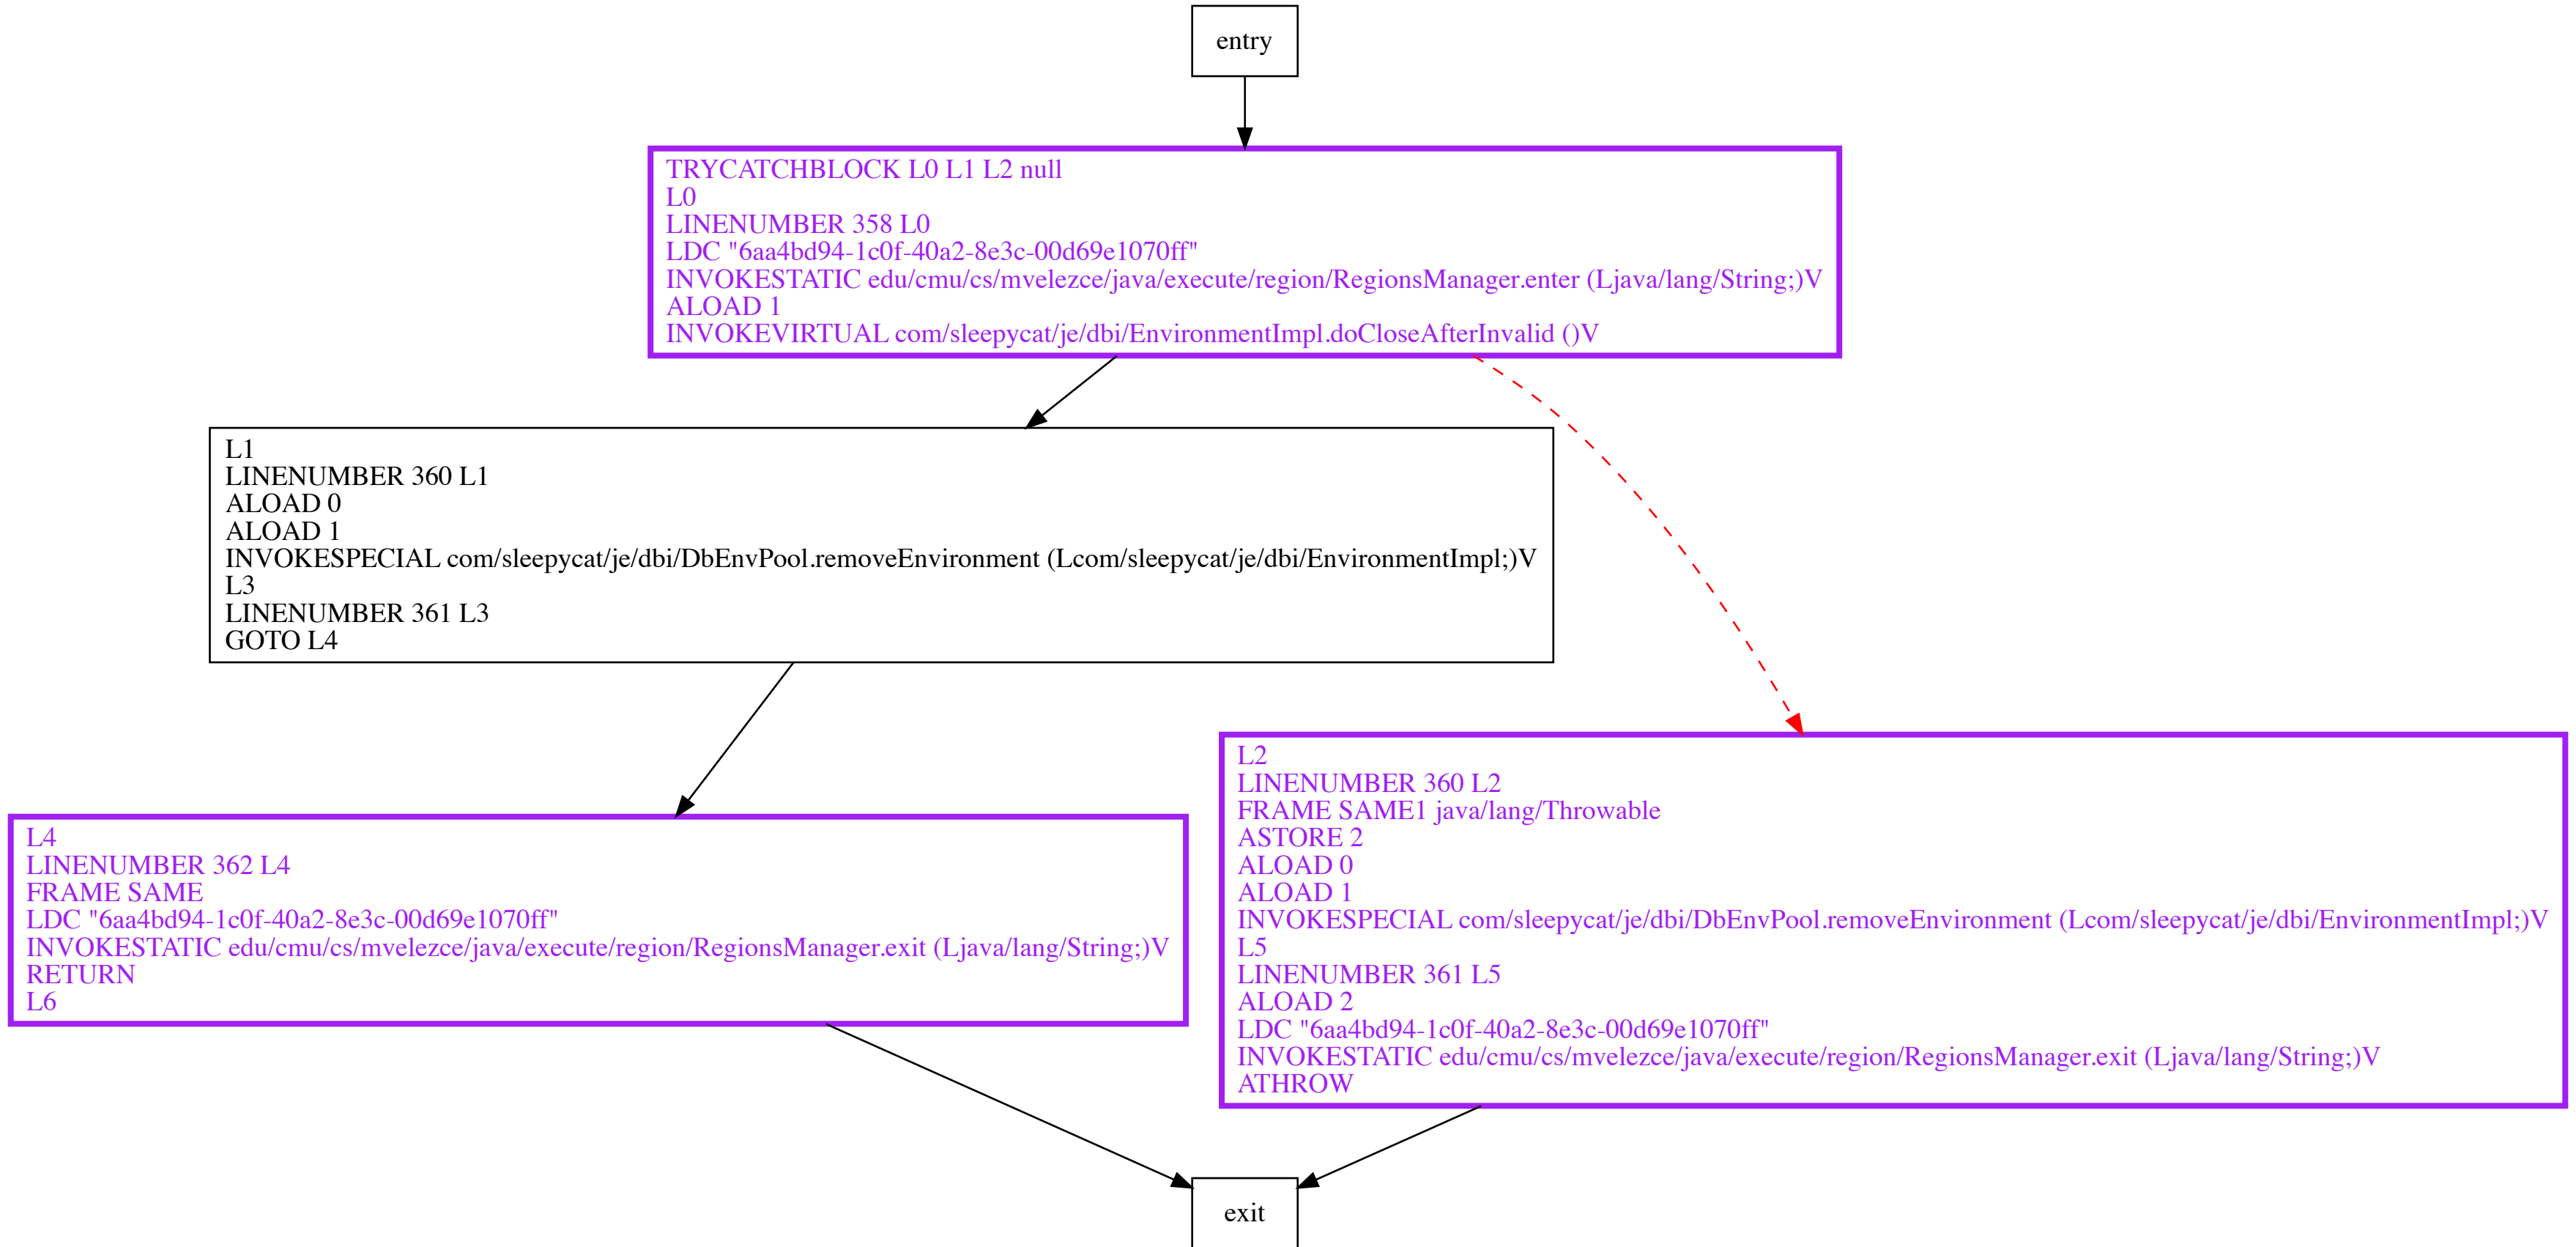 entry
TRYCATCHBLOCK L0 L1 L2 null
L0
LINENUMBER 358 L0
LDC "6aa4bd94-1c0f-40a2-8e3c-00d69e1070ff"
INVOKESTATIC edu/cmu/cs/mvelezce/java/execute/region/RegionsManager.enter (Ljava/lang/String;)V
ALOAD 1
INVOKEVIRTUAL com/sleepycat/je/dbi/EnvironmentImpl.doCloseAfterInvalid ()V
L1
LINENUMBER 360 L1
ALOAD 0
ALOAD 1
INVOKESPECIAL com/sleepycat/je/dbi/DbEnvPool.removeEnvironment (Lcom/sleepycat/je/dbi/EnvironmentImpl;)V
L3
LINENUMBER 361 L3
GOTO L4
L4
LINENUMBER 362 L4
FRAME SAME
LDC "6aa4bd94-1c0f-40a2-8e3c-00d69e1070ff"
INVOKESTATIC edu/cmu/cs/mvelezce/java/execute/region/RegionsManager.exit (Ljava/lang/String;)V
RETURN
L6
L2
LINENUMBER 360 L2
FRAME SAME1 java/lang/Throwable
ASTORE 2
ALOAD 0
ALOAD 1
INVOKESPECIAL com/sleepycat/je/dbi/DbEnvPool.removeEnvironment (Lcom/sleepycat/je/dbi/EnvironmentImpl;)V
L5
LINENUMBER 361 L5
ALOAD 2
LDC "6aa4bd94-1c0f-40a2-8e3c-00d69e1070ff"
INVOKESTATIC edu/cmu/cs/mvelezce/java/execute/region/RegionsManager.exit (Ljava/lang/String;)V
ATHROW
exit